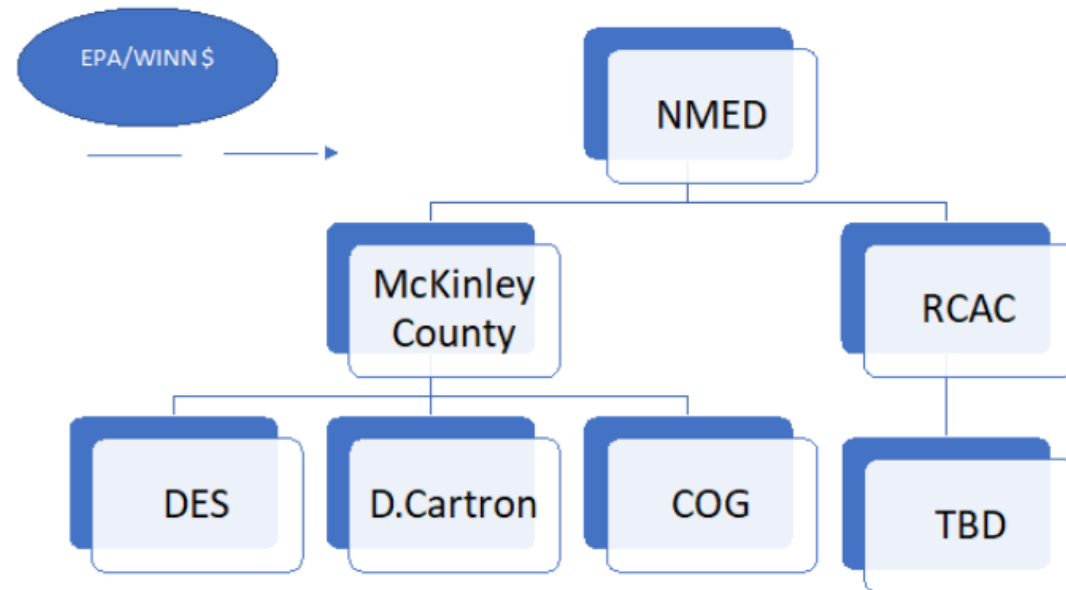 EPA/WINN $
NMED
McKinley
County
RCAC
DES
D.Cartron
COG
TBD